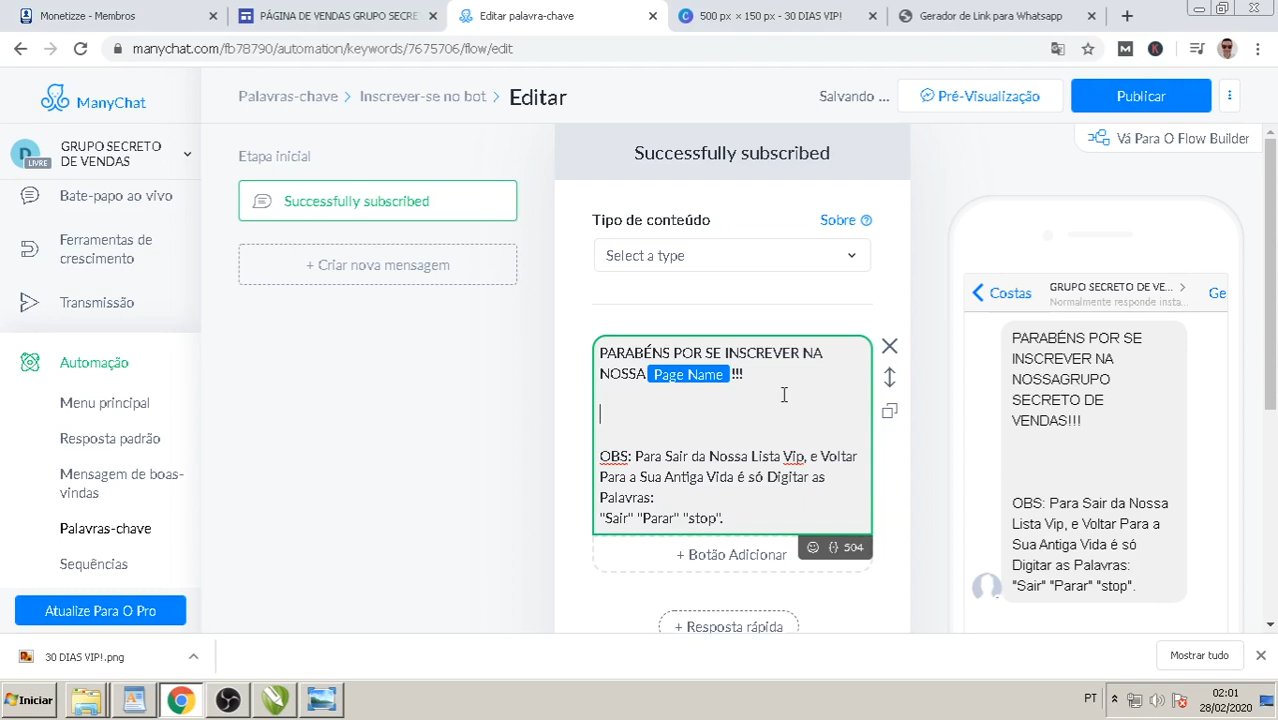 Monetizze - Membros
PÁGINA DE VENDAS GRUPO SECRE
Editar palavra-chave
500 px × 150 px - 30 DIAS VIP!
Gerador de Link para Whatsapp
manychat.com/fb78790/automation/keywords/7675706/flow/edit
ManyChat
Palavras-chave
Inscrever-se no bot
Editar
Salvando ...
Pré-Visualização
Publicar
GRUPO SECRETO
DE VENDAS
LIVRE
Vá Para O Flow Builder
Bate-papo ao vivo
Ferramentas de
crescimento
Transmissão
Automação
Menu principal
Resposta padrão
Mensagem de boas-
vindas
Palavras-chave
Sequências
Atualize Para O Pro
Etapa inicial
Successfully subscribed
+ Criar nova mensagem
Successfully subscribed
Tipo de conteúdo
Sobre
Select a type
PARABÉNS POR SE INSCREVER NA
NOSSA Page Name !!!
OBS: Para Sair da Nossa Lista Vip, e Voltar
Para a Sua Antiga Vida é só Digitar as
Palavras:
"Sair" "Parar" "stop".
504
+ Botão Adicionar
+ Resposta rápida
Costas
GRUPO SECRETO DE VE...
Normalmente responde insta...
Ge
PARABÉNS POR SE
INSCREVER NA
NOSSAGRUPO
SECRETO DE
VENDAS!!!
OBS: Para Sair da Nossa
Lista Vip, e Voltar Para a
Sua Antiga Vida é só
Digitar as Palavras:
"Sair" "Parar" "stop".
30 DIAS VIP!.png
Mostrar tudo
Iniciar
PT
02:01
28/02/2020